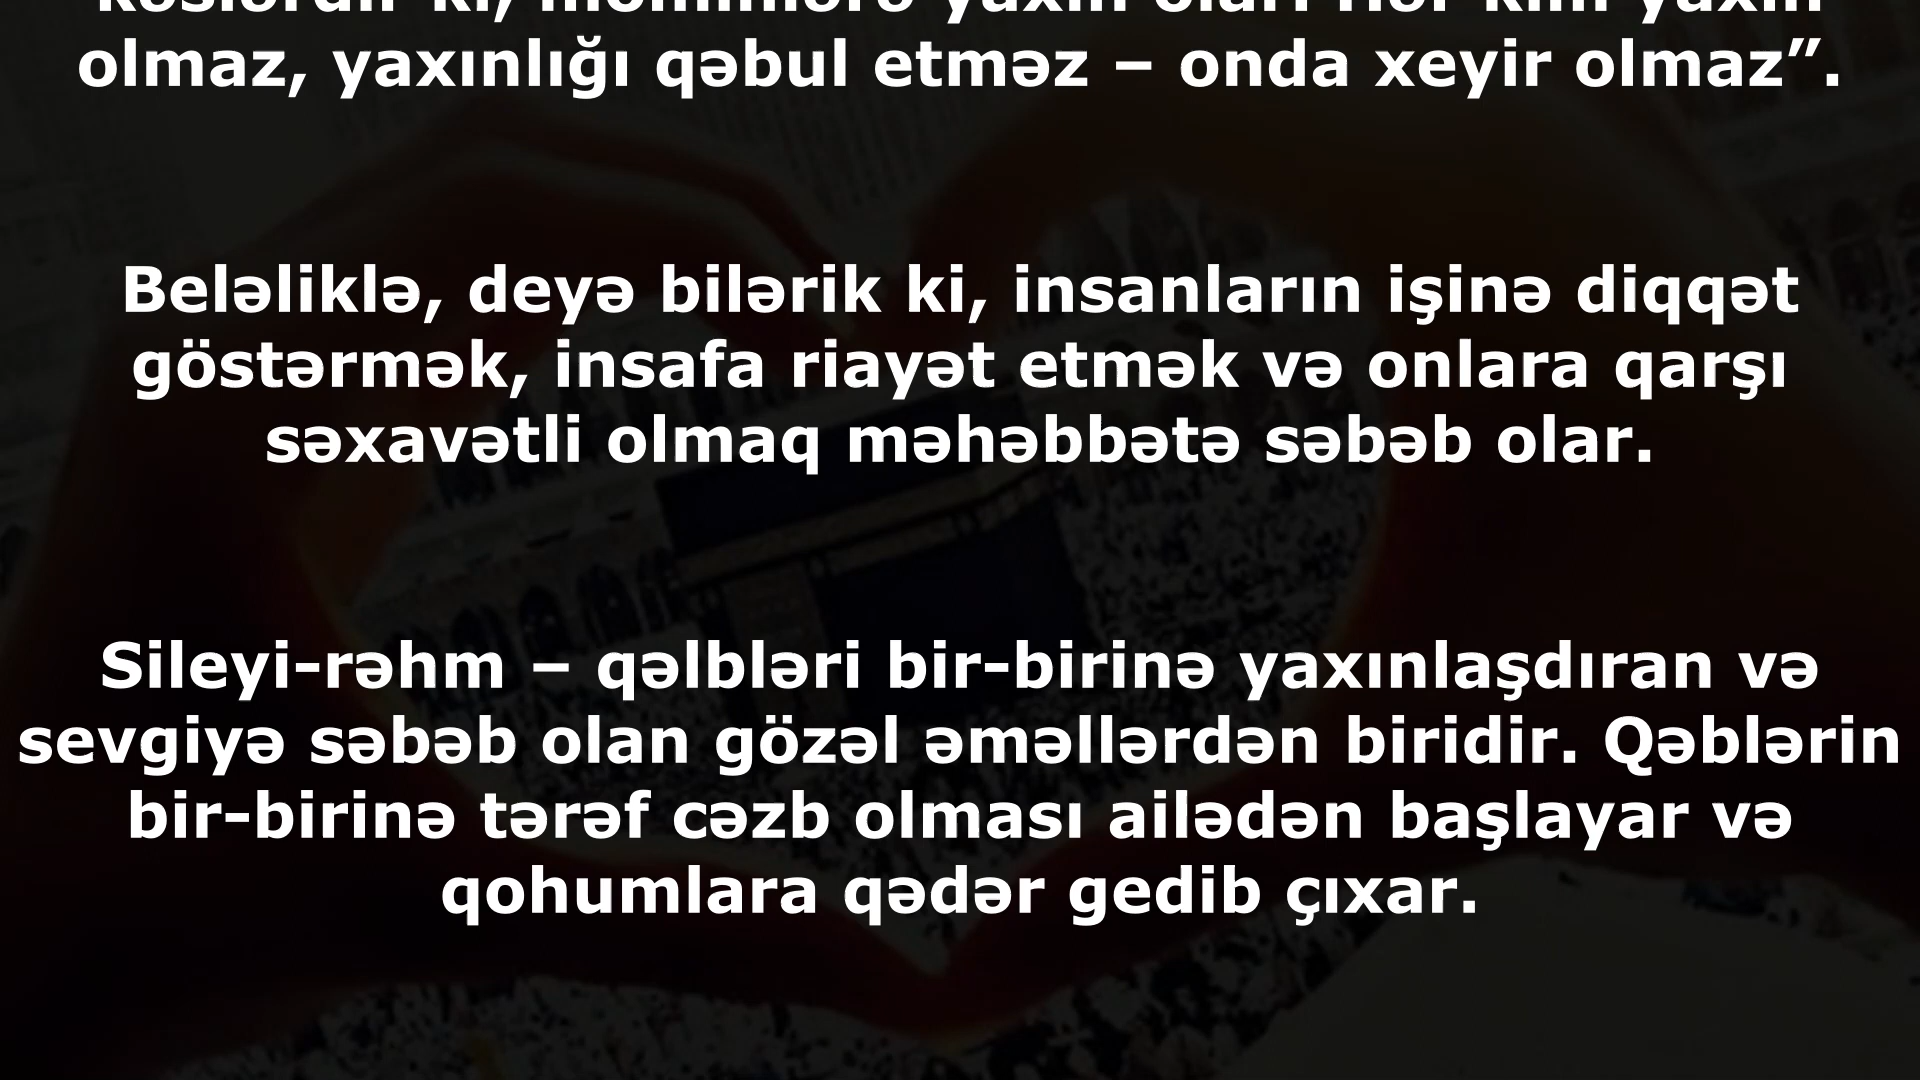 olmaz, yaxınlığı qəbul etməz – onda xeyir olmaz”.
Beləliklə, deyə bilərik ki, insanların işinə diqqət
göstərmək, insafa riayət etmək və onlara qarşı
səxavətli olmaq məhəbbətə səbəb olar.
Sileyi-rəhm – qəlbləri bir-birinə yaxınlaşdıran və
sevgiyə səbəb olan gözəl əməllərdən biridir. Qəblərin
bir-birinə tərəf cəzb olması ailədən başlayar və
qohumlara qədər gedib çıxar.